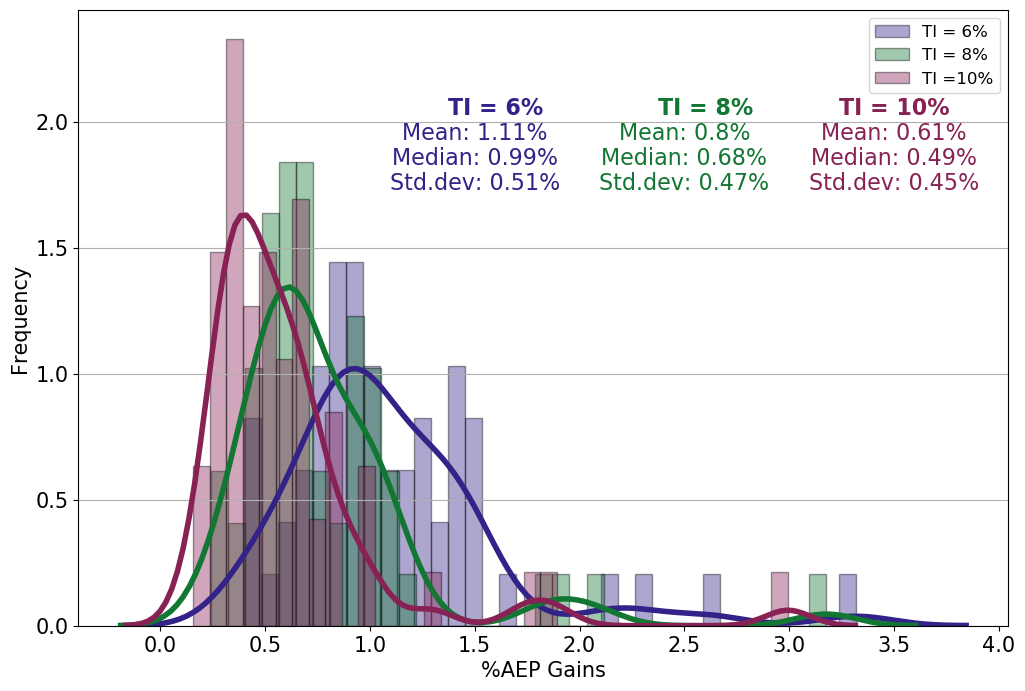 TI = 6%
TI = 8%
TI =10%
TI = 6%
Mean: 1.11%
Median: 0.99%
Std.dev: 0.51%
TI = 8%
Mean: 0.8%
Median: 0.68%
Std.dev: 0.47%
TI = 10%
Mean: 0.61%
Median: 0.49%
Std.dev: 0.45%
Frequency
2.0
1.5
1.0
0.5
0.0
0.0 0.5 1.0 1.5 2.0 2.5 3.0 3.5 4.0
%AEP Gains